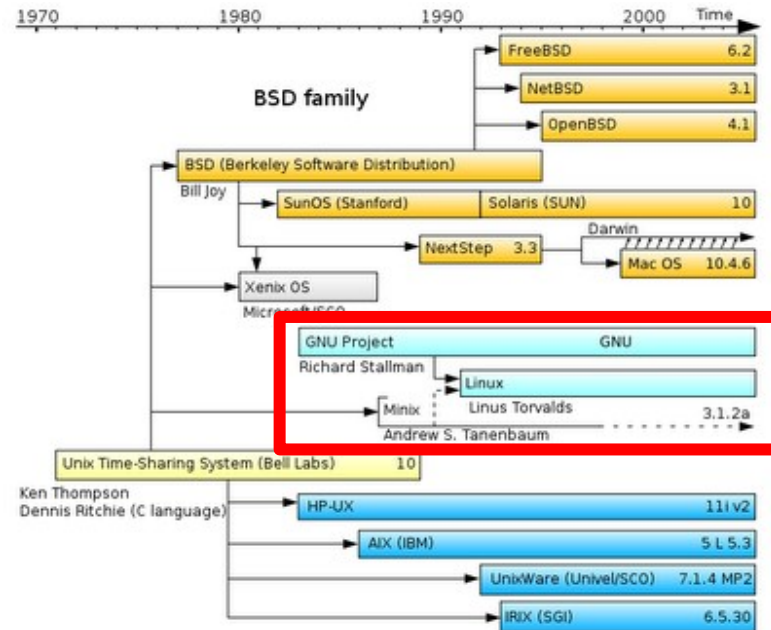 1970 1980 1990 2000 Time
FreeBSD 6.2
BSD family
NetBSD 3.1
OpenBSD 4.1
BSD (Berkeley Software Distribution)
Bill Joy
SunOS (Stanford) Solaris (SUN) 10
Darwin
NextStep 3.3
Mac OS 10.4.6
Xenix OS
Microsoft/SCO
GNU Project GNU
Richard Stallman
Linux
Minix
Linus Torvalds
3.1.2a
Andrew S. Tanenbaum
Unix Time-Sharing System (Bell Labs) 10
Ken Thompson
Dennis Ritchie (C language)
HP-UX 11i v2
AIX (IBM) 5 L 5.3
UnixWare (Univel/SCO) 7.1.4 MP2
IRIX (SGI) 6.5.30